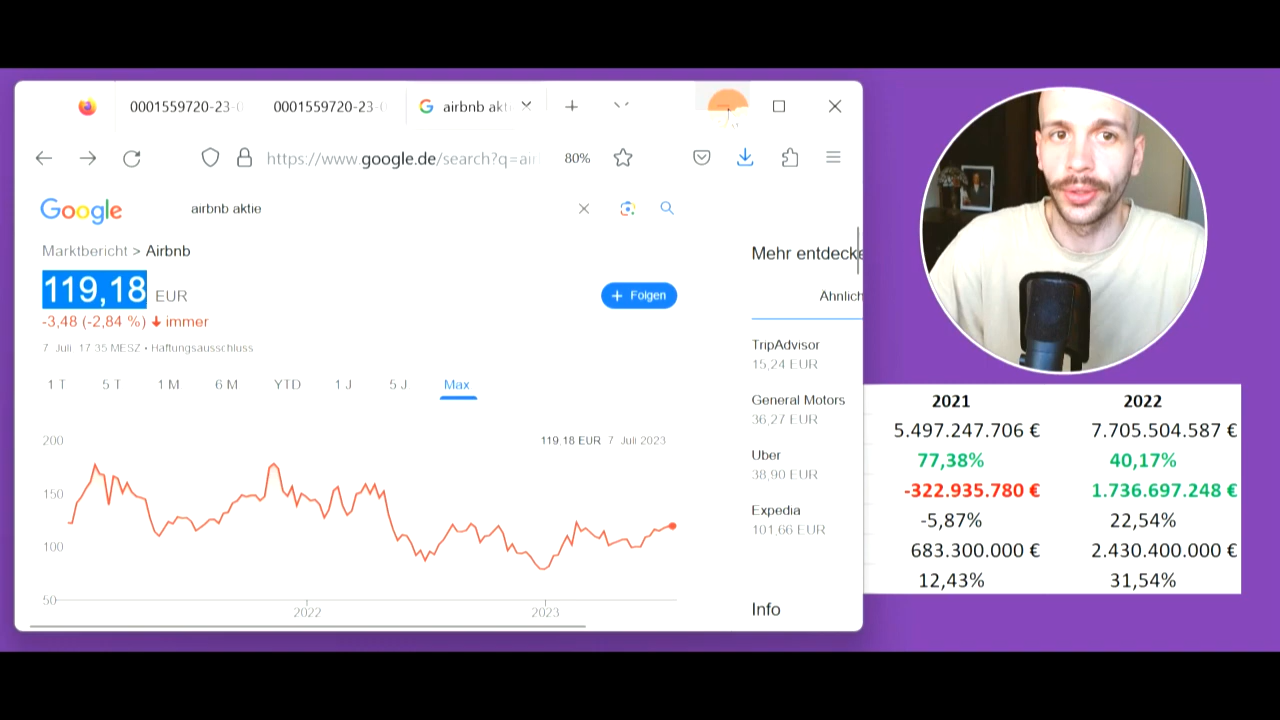 0001559720-23-0
0001559720-23-
airbnb akt
https://www.google.de/search?q=air
80%
Google
airbnb aktie
Marktbericht > Airbnb
119,18 EUR
Folgen
-3,48 (-2,84 %) immer
7 Juli 17 35 MESZ • Haftungsausschluss
1 T 5 T 1 M 6 M YTD 1 J 5 J Max
119,18 EUR 7 Juli 2023
200
150
100
50
2022 2023
Mehr entdecke
Ähnlich
TripAdvisor
15,24 EUR
General Motors
36,27 EUR
Uber
38,90 EUR
Expedia
101,66 EUR
Info
2021 2022
5.497.247.706 € 7.705.504.587 €
77,38% 40,17%
-322.935.780 € 1.736.697.248 €
-5,87% 22,54%
683.300.000 € 2.430.400.000 €
12,43% 31,54%